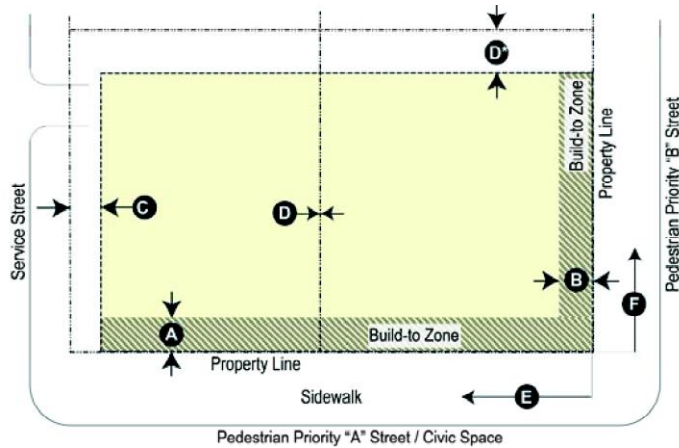 D*
Build-to Zone
Property Line
Pedestrian Priority "B" Street
Service Street
C
D
B
F
A
Build-to Zone
Property Line
Sidewalk
E
Pedestrian Priority "A" Street / Civic Space